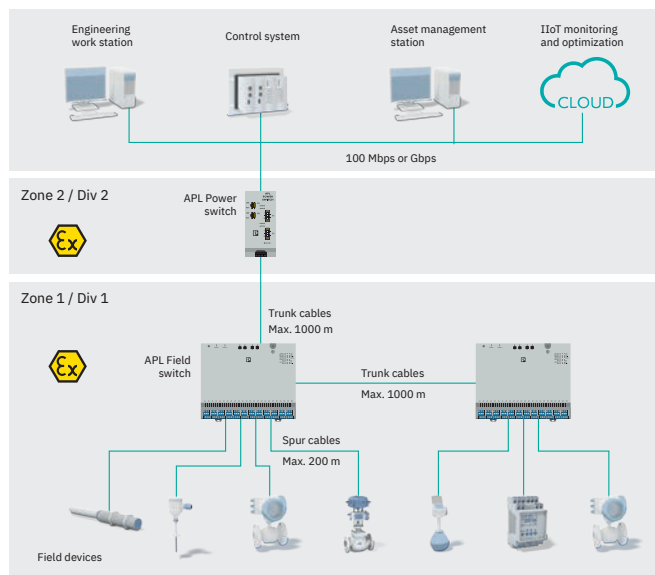 Engineering
work station
Control system
Asset management
station
IIoT monitoring
and optimization
CLOUD
100 Mbps or Gbps
Zone 2 / Div 2
APL Power
switch
Ex
Zone 1 / Div 1
Trunk cables
Max. 1000 m
Ex
APL Field
switch
Trunk cables
Max. 1000 m
Spur cables
Max. 200 m
Field devices